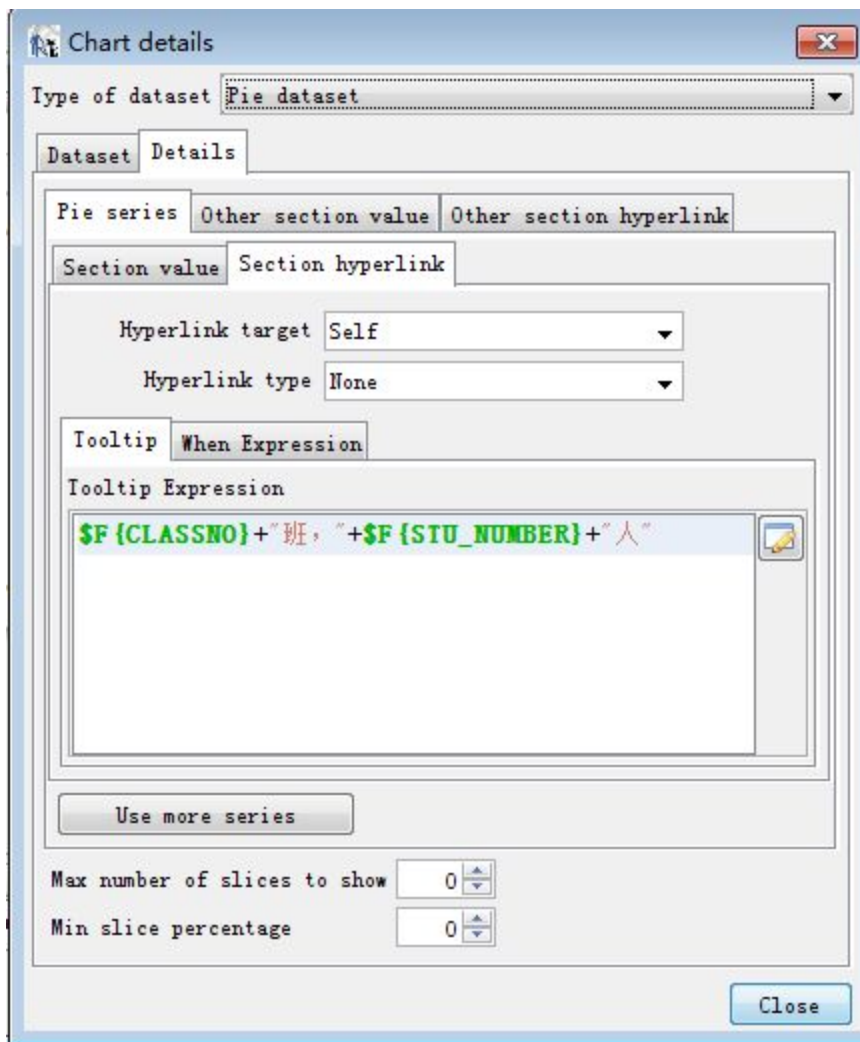 Chart details
Type of dataset Pie dataset
Dataset Details
Pie series Other section value Other section hyperlink
Section value Section hyperlink
Hyperlink target Self
Hyperlink type None
Tooltip When Expression
Tooltip Expression
$F{CLASSNO}+"班，"+$F{STU_NUMBER}+"人"
Use more series
Max number of slices to show 0
Min slice percentage 0
Close